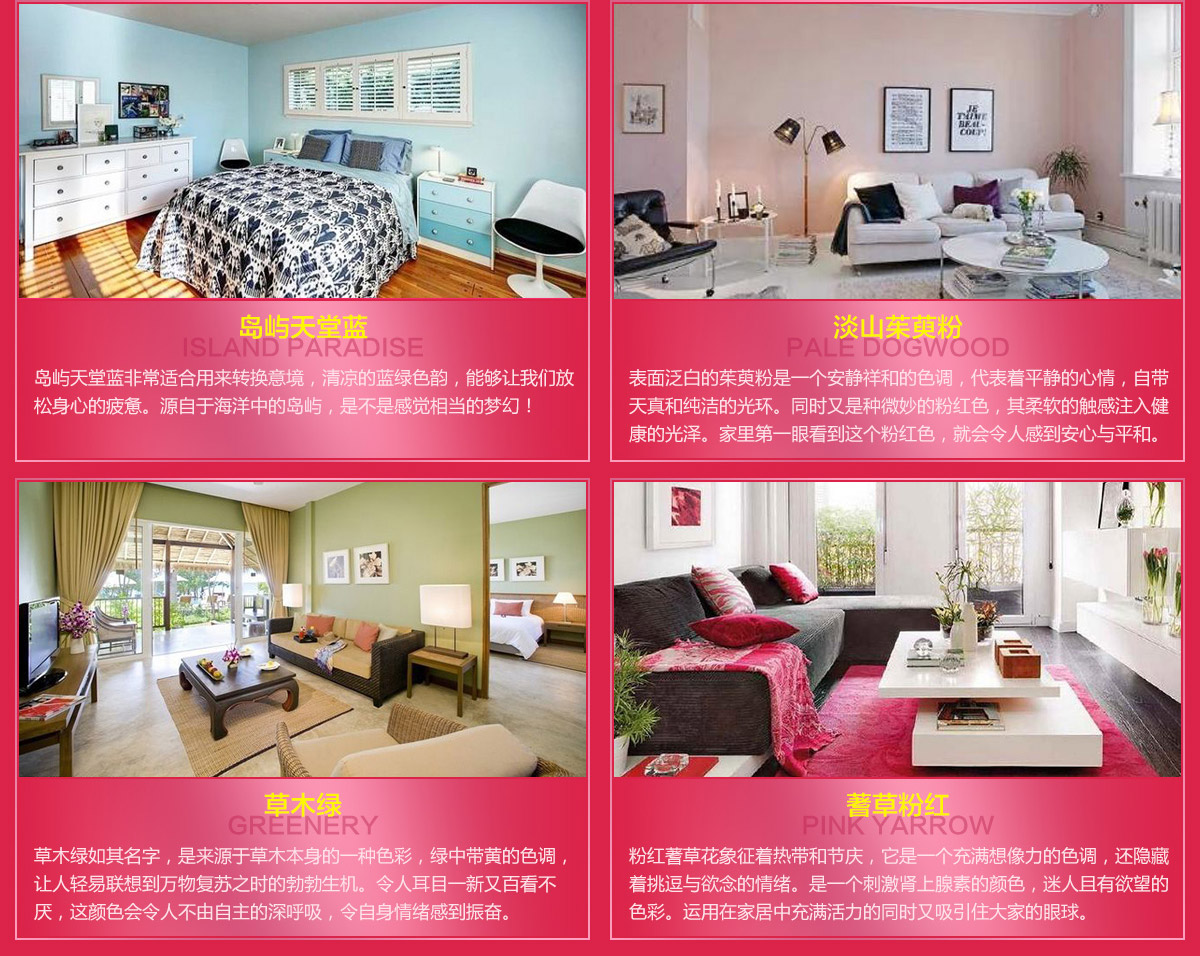 JE
T'AIME
BEAU-
COUP!
岛屿天堂蓝
ISLAND PARADISE
岛屿天堂蓝非常适合用来转换意境，清凉的蓝绿色韵，能够让我们放
松身心的疲惫。源自于海洋中的岛屿，是不是感觉相当的梦幻！
淡山茱萸粉
PALE DOGWOOD
表面泛白的茱萸粉是一个安静祥和的色调，代表着平静的心情，自带
天真和纯洁的光环。同时又是种微妙的粉红色，其柔软的触感注入健
康的光泽。家里第一眼看到这个粉红色，就会令人感到安心与平和。
草木绿
GREENERY
草木绿如其名字，是来源于草木本身的一种色彩，绿中带黄的色调，
让人轻易联想到万物复苏之时的勃勃生机。令人耳目一新又百看不
厌，这颜色会令人不由自主的深呼吸，令自身情绪感到振奋。
蓍草粉红
PINK YARROW
粉红蓍草花象征着热带和节庆，它是一个充满想像力的色调，还隐藏
着挑逗与欲念的情绪。是一个刺激肾上腺素的颜色，迷人且有欲望的
色彩。运用在家居中充满活力的同时又吸引住大家的眼球。